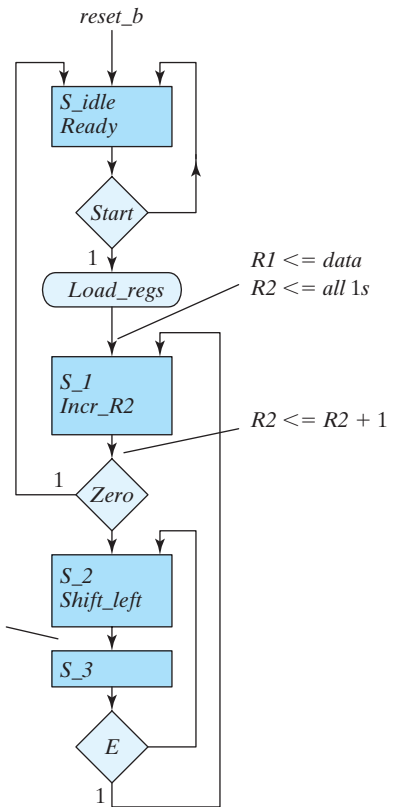 reset_b
S_idle
Ready
Start
1
Load_regs
R1 <= data
R2 <= all 1s
S_1
Incr_R2
R2 <= R2 + 1
1
Zero
S_2
Shift_left
S_3
E
1